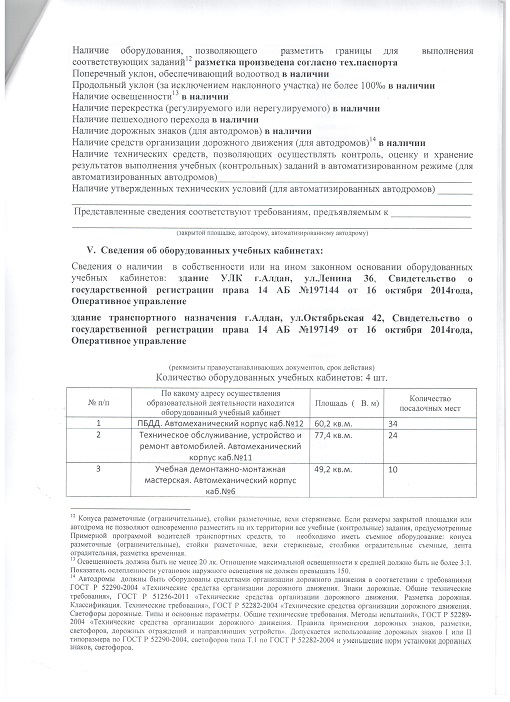 Наличие оборудования, позволяющего разметить границы для выполнения
соответствующих заданий12 разметка произведена согласно тех.паспорта
Поперечный уклон, обеспечивающий водоотвод в наличии
Продольный уклон (за исключением наклонного участка) не более 100‰ в наличии
Наличие освещенности13 в наличии
Наличие перекрестка (регулируемого или нерегулируемого) в наличии
Наличие пешеходного перехода в наличии
Наличие дорожных знаков (для автодромов) в наличии
Наличие средств организации дорожного движения (для автодромов)14 в наличии
Наличие технических средств, позволяющих осуществлять контроль, оценку и хранение
результатов выполнения учебных (контрольных) заданий в автоматизированном режиме (для
автоматизированных автодромов)
Наличие утвержденных технических условий (для автоматизированных автодромов)
Представленные сведения соответствуют требованиям, предъявляемым к
(закрытой площадке, автодрому, автоматизированному автодрому)
V. Сведения об оборудованных учебных кабинетах:
Сведения о наличии в собственности или на ином законном основании оборудованных
учебных кабинетов: здание УЛК г.Алдан, ул.Ленина 36, Свидетельство о
государственной регистрации права 14 АБ №197144 от 16 октября 2014года,
Оперативное управление
здание транспортного назначения г.Алдан, ул.Октябрьская 42, Свидетельство о
государственной регистрации права 14 АБ №197149 от 16 октября 2014года,
Оперативное управление
(реквизиты правоустанавливающих документов, срок действия)
Количество оборудованных учебных кабинетов: 4 шт.
№ п/п
По какому адресу осуществления
образовательной деятельности находится
оборудованный учебный кабинет
Площадь ( В. м)
Количество
посадочных мест
1 ПБДД. Автомеханический корпус каб.№12 60,2 кв.м. 34
2 Техническое обслуживание, устройство и 77,4 кв.м. 24
ремонт автомобилей. Автомеханический
корпус каб.№11
3 Учебная демонтажно-монтажная 49,2 кв.м. 10
мастерская. Автомеханический корпус
каб.№6
12 Конуса разметочные (ограничительные), стойки разметочные, вехи стержневые. Если размеры закрытой площадки или
автодрома не позволяют одновременно разместить на их территории все учебные (контрольные) задания, предусмотренные
Примерной программой водителей транспортных средств, то необходимо иметь съемное оборудование: конуса
разметочные (ограничительные), стойки разметочные, вехи стержневые, столбики оградительные съемные, лента
оградительная, разметка временная.
13 Освещенность должна быть не менее 20 лк. Отношение максимальной освещенности к средней должно быть не более 3:1.
Показатель ослепленности установок наружного освещения не должен превышать 150.
14 Автодромы должны быть оборудованы средствами организации дорожного движения в соответствии с требованиями
ГОСТ Р 52290-2004 «Технические средства организации дорожного движения. Знаки дорожные. Общие технические
требования», ГОСТ Р 51256-2011 «Технические средства организации дорожного движения. Разметка дорожная.
Классификация. Технические требования», ГОСТ Р 52282-2004 «Технические средства организации дорожного движения.
Светофоры дорожные. Типы и основные параметры. Общие технические требования. Методы испытаний», ГОСТ Р 52289-
2004 «Технические средства организации дорожного движения. Правила применения дорожных знаков, разметки,
светофоров, дорожных ограждений и направляющих устройств». Допускается использование дорожных знаков I или II
типоразмера по ГОСТ Р 52290-2004, светофоров типа Т.1 по ГОСТ Р 52282-2004 и уменьшение норм установки дорожных
знаков, светофоров.